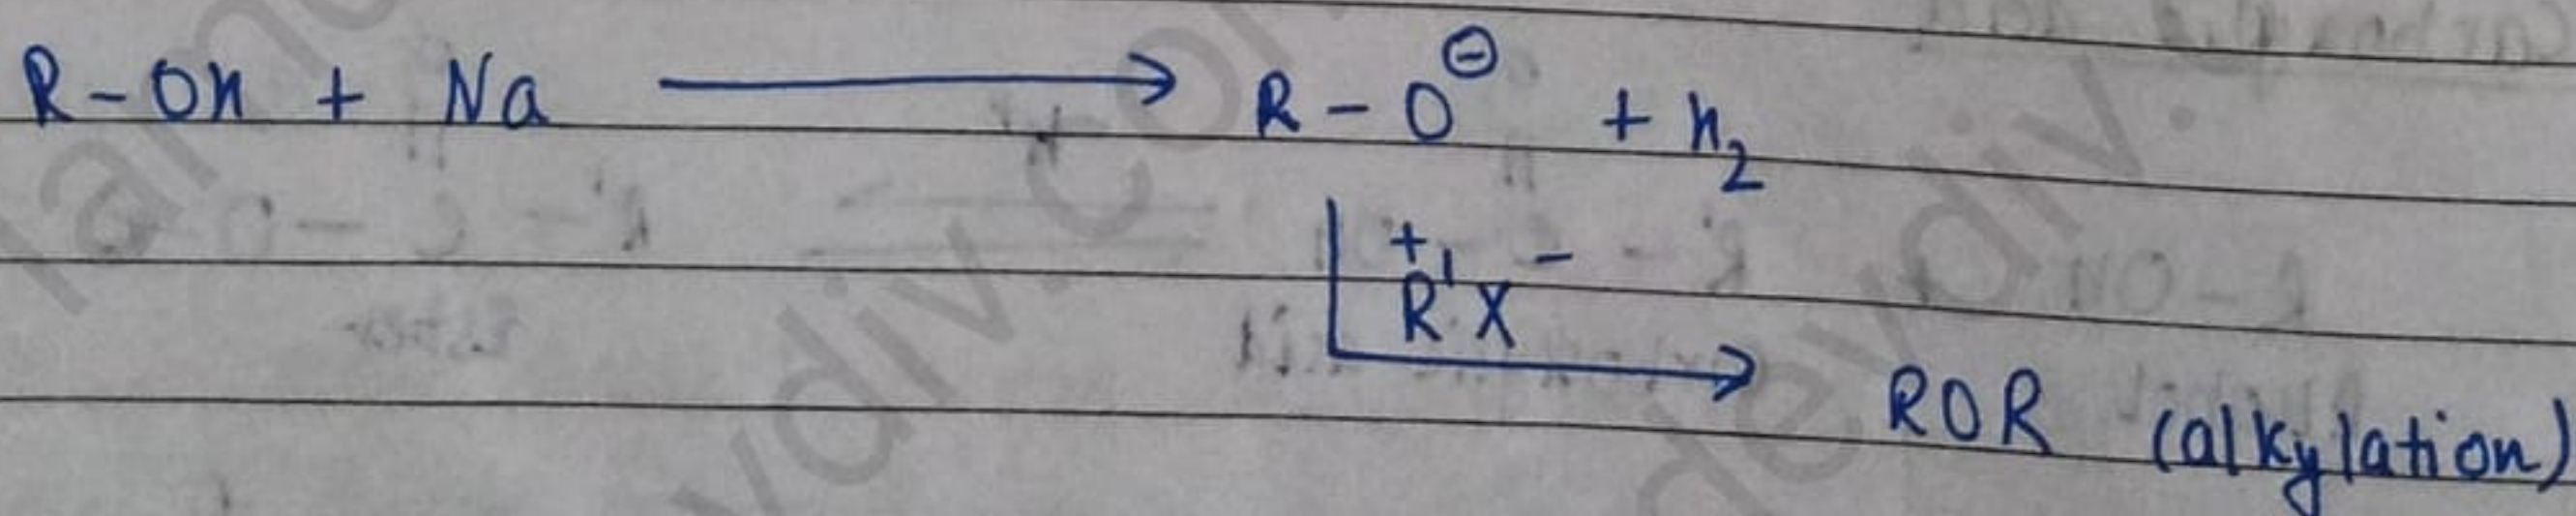 R - OH + Na ⟶ R - O⊖ + H₂
R⁺'X⁻
ROR (alkylation)